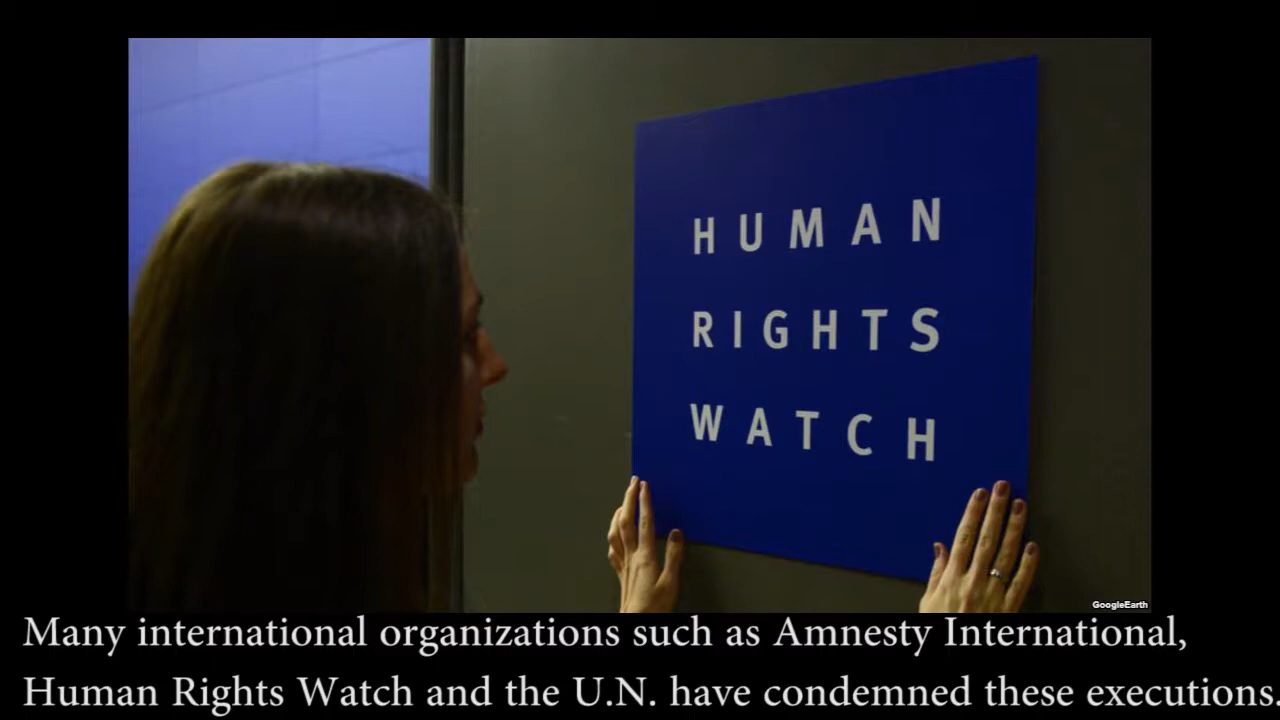 HUMAN
RIGHTS
WATCH
GoogleEarth
Many international organizations such as Amnesty International,
Human Rights Watch and the U.N. have condemned these executions.